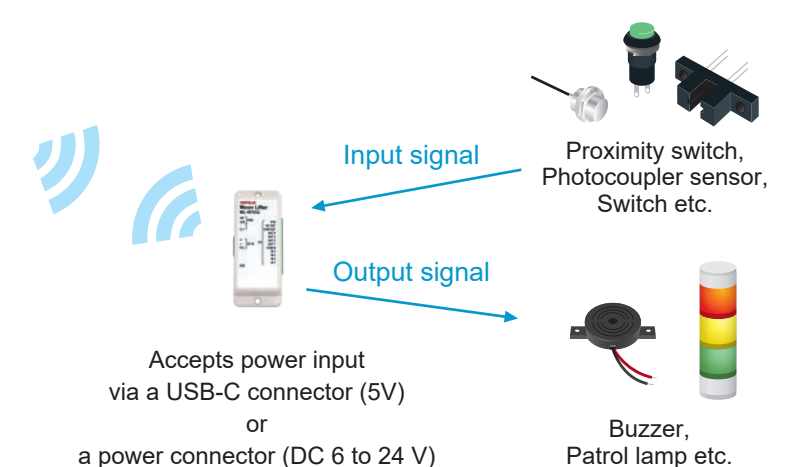 Input signal
Proximity switch,
Photocoupler sensor,
Switch etc.
Output signal
Accepts power input
via a USB-C connector (5V)
or
a power connector (DC 6 to 24 V)
Buzzer,
Patrol lamp etc.